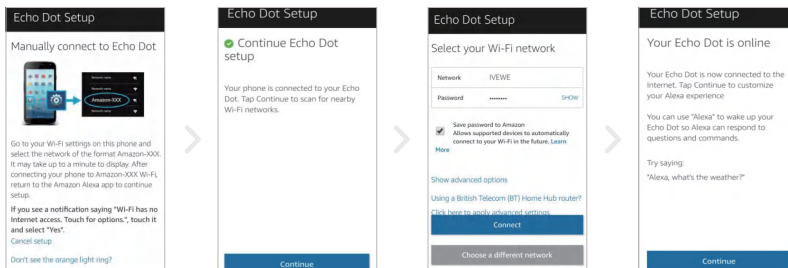 Echo Dot Setup
Manually connect to Echo Dot
Amazon-XXX
Go to your Wi-Fi settings on this phone and
select the network of the format Amazon-XXX.
It may take up to a minute to display. After
connecting your phone to Amazon-XXX Wi-Fi,
return to the Amazon Alexa app to continue
setup.
If you see a notification saying "Wi-Fi has no
Internet access. Touch for options.", touch it
and select "Yes".
Cancel setup
Don't see the orange light ring?
Echo Dot Setup
Continue Echo Dot
setup
Your phone is connected to your Echo
Dot. Tap Continue to scan for nearby
Wi-Fi networks.
Continue
Echo Dot Setup
Select your Wi-Fi network
Network IVEWE
Password ........ SHOW
Save password to Amazon
Allows supported devices to automatically
connect to your Wi-Fi in the future. Learn
More
Show advanced options
Using a British Telecom (BT) Home Hub router?
Click here to apply advanced settings
Connect
Choose a different network
Echo Dot Setup
Your Echo Dot is online
Your Echo Dot is now connected to the
Internet. Tap Continue to customize
your Alexa experience
You can use "Alexa" to wake up your
Echo Dot so Alexa can respond to
questions and commands.
Try saying:
"Alexa, what's the weather?"
Continue